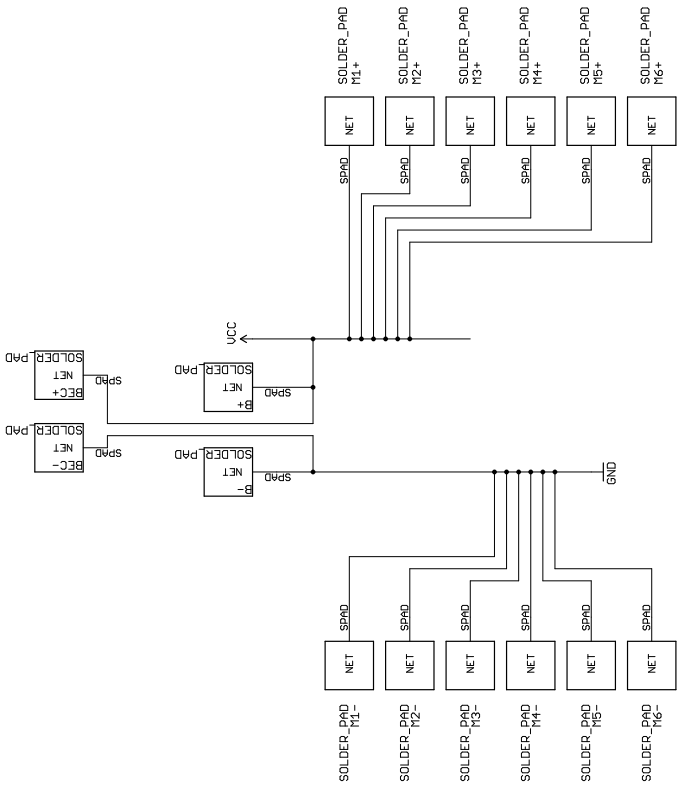 SOLDER_PAD
M1+
SOLDER_PAD
M2+
SOLDER_PAD
M3+
SOLDER_PAD
M4+
SOLDER_PAD
M5+
SOLDER_PAD
M6+
NET
NET
NET
NET
NET
NET
SPAD
SPAD
SPAD
SPAD
SPAD
SPAD
VCC
SOLDER_PAD
NET
BEC+
SPAD
SOLDER_PAD
NET
B+
SPAD
SOLDER_PAD
NET
BEC-
SPAD
SOLDER_PAD
NET
B-
SPAD
GND
SPAD
SPAD
SPAD
SPAD
SPAD
SPAD
NET
NET
NET
NET
NET
NET
SOLDER_PAD
M1-
SOLDER_PAD
M2-
SOLDER_PAD
M3-
SOLDER_PAD
M4-
SOLDER_PAD
M5-
SOLDER_PAD
M6-